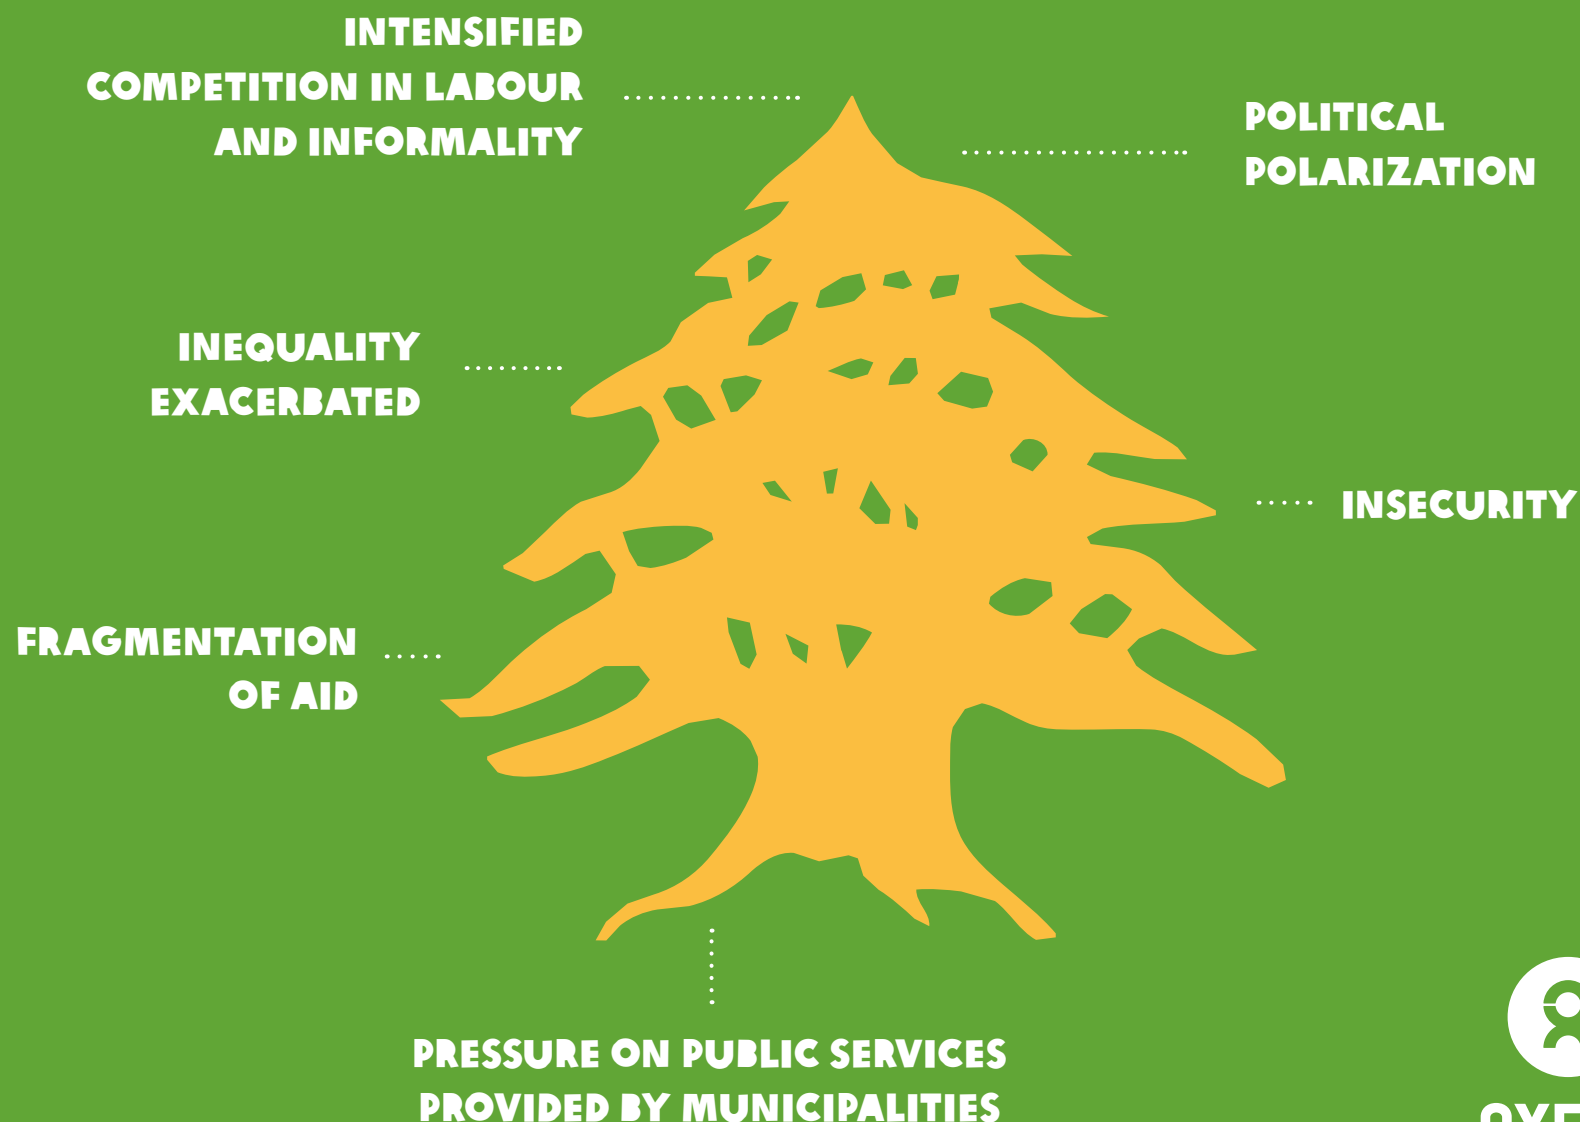 INTENSIFIED
COMPETITION IN LABOUR
AND INFORMALITY
POLITICAL
POLARIZATION
INEQUALITY
EXACERBATED
INSECURITY
FRAGMENTATION
OF AID
PRESSURE ON PUBLIC SERVICES
PROVIDED BY MUNICIPALITIES